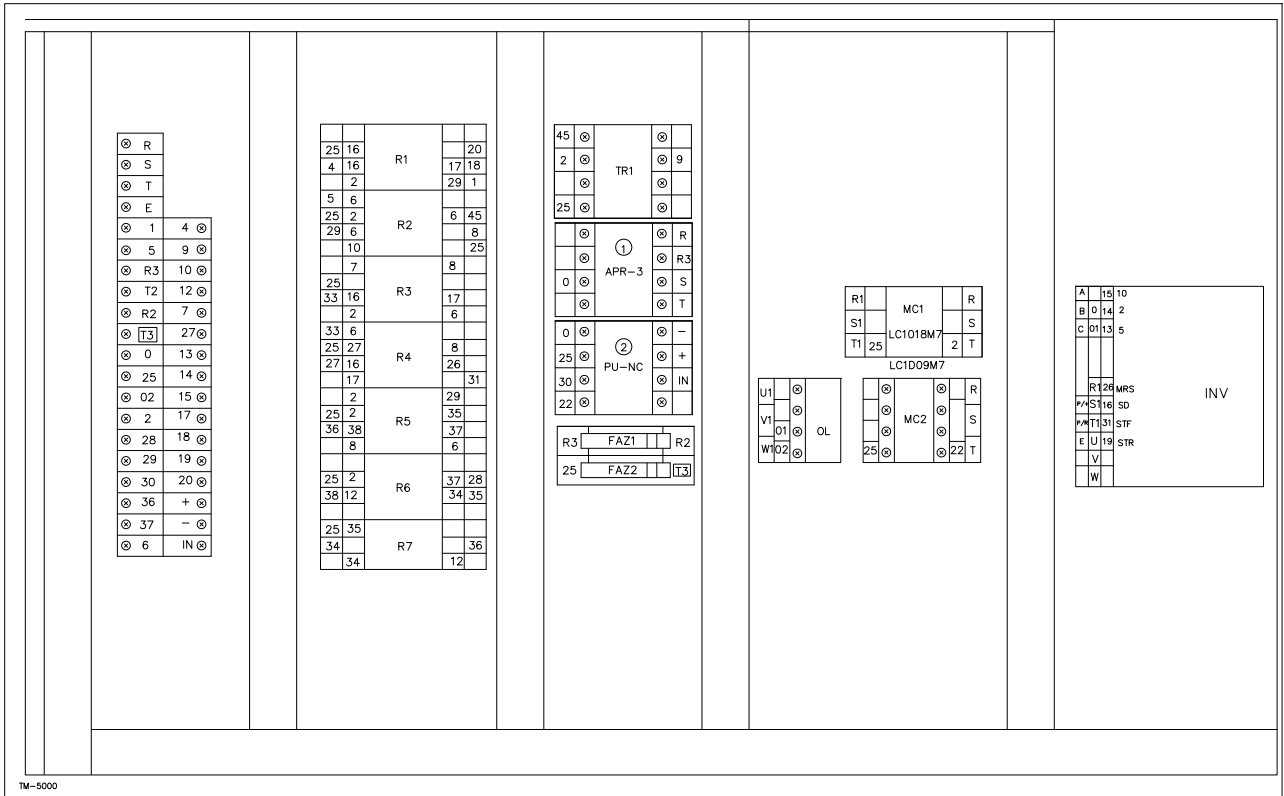 R
S
T
E
1 4
5 9
R3 10
T2 12
R2 7
T3 27
0 13
25 14
02 15
2 17
28 18
29 19
30 20
36 +
37 −
6 IN
R1
25 16 20
4 16 17 18
2 29 1
R2
5 6
25 2 6 45
29 6 8
10 25
R3
7 8
25
33 16 17
2 6
R4
33 6
25 27 8
27 16 26
17 31
R5
2 29
25 2 35
36 38 37
8 6
R6
25 2 37 28
38 12 34 35
R7
25 35
34 36
34 12
TR1
45
2 9
25
1
APR-3
R
R3
0 S
T
2
PU-NC
0 −
25 +
30 IN
22
R3 FAZ1 R2
25 FAZ2 T3
R1 MC1 R
S1 LC1018M7 S
T1 25 2 T
LC1D09M7
U1
V1
01 OL
W1 02
R
MC2 S
25 22 T
A 15 10
B 0 14 2
C 01 13 5
R1 26 MRS
P/+ S1 16 SD
P/R T1 31 STF
E U 19 STR
V
W
INV
TM-5000